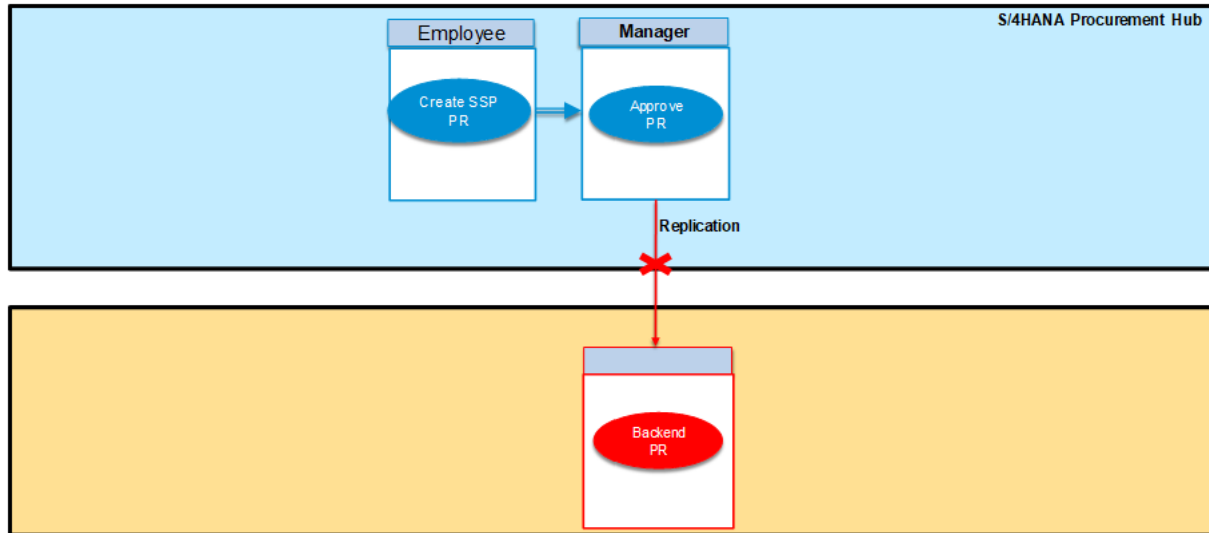 S/4HANA Procurement Hub
Employee
Manager
Create SSP
PR
Approve
PR
Replication
Backend
PR